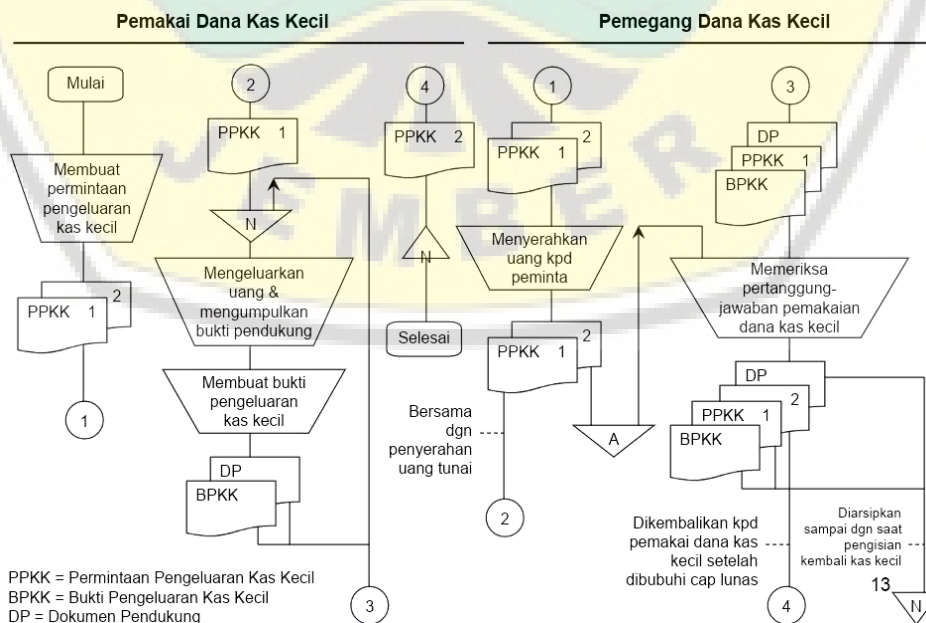 Pemakai Dana Kas Kecil
Mulai
Membuat
permintaan
pengeluaran
kas kecil
PPKK 1
2
1
2
PPKK 1
N
Mengeluarkan
uang &
mengumpulkan
bukti pendukung
Membuat bukti
pengeluaran
kas kecil
DP
BPKK
3
4
PPKK 2
N
Selesai
PPKK = Permintaan Pengeluaran Kas Kecil
BPKK = Bukti Pengeluaran Kas Kecil
DP = Dokumen Pendukung
Pemegang Dana Kas Kecil
1
2
PPKK 1
Menyerahkan
uang kpd
peminta
2
PPKK 1
Bersama
dgn
penyerahan
uang tunai
A
2
3
DP
PPKK 1
BPKK
Memeriksa
pertanggung-
jawaban pemakaian
dana kas kecil
DP
2
PPKK 1
BPKK
Dikembalikan kpd
pemakai dana kas
kecil setelah
dibubuhi cap lunas
4
Diarsipkan
sampai dgn saat
pengisian
kembali kas kecil
13
N
JEMBER